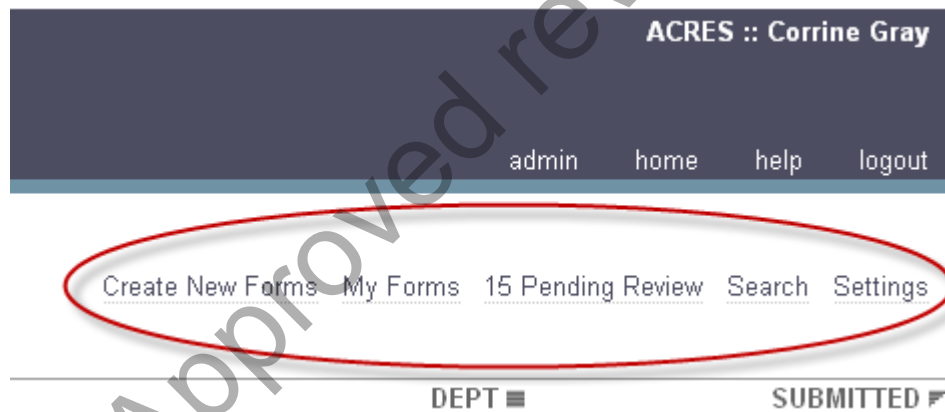 ACRES :: Corrine Gray
admin home help logout
Create New Forms My Forms 15 Pending Review Search Settings
DEPT SUBMITTED
Approved